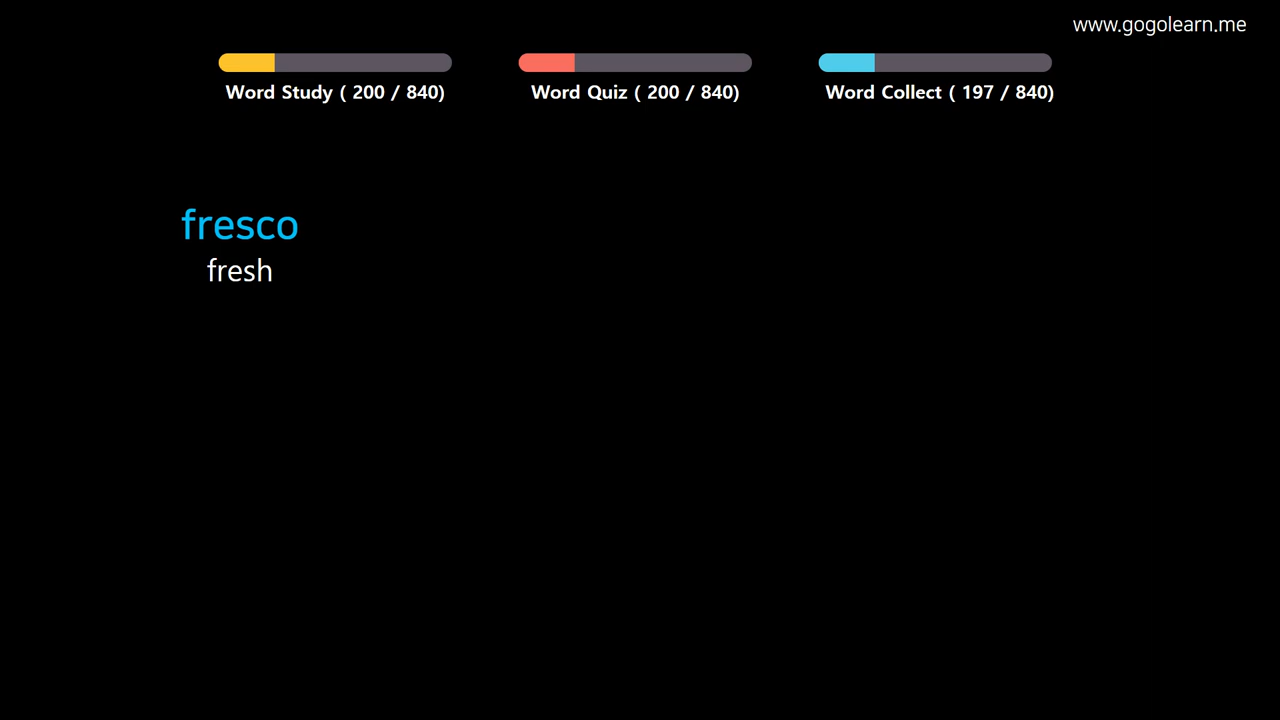 www.gogolearn.me
Word Study ( 200 / 840)
Word Quiz ( 200 / 840)
Word Collect ( 197 / 840)
fresco
fresh